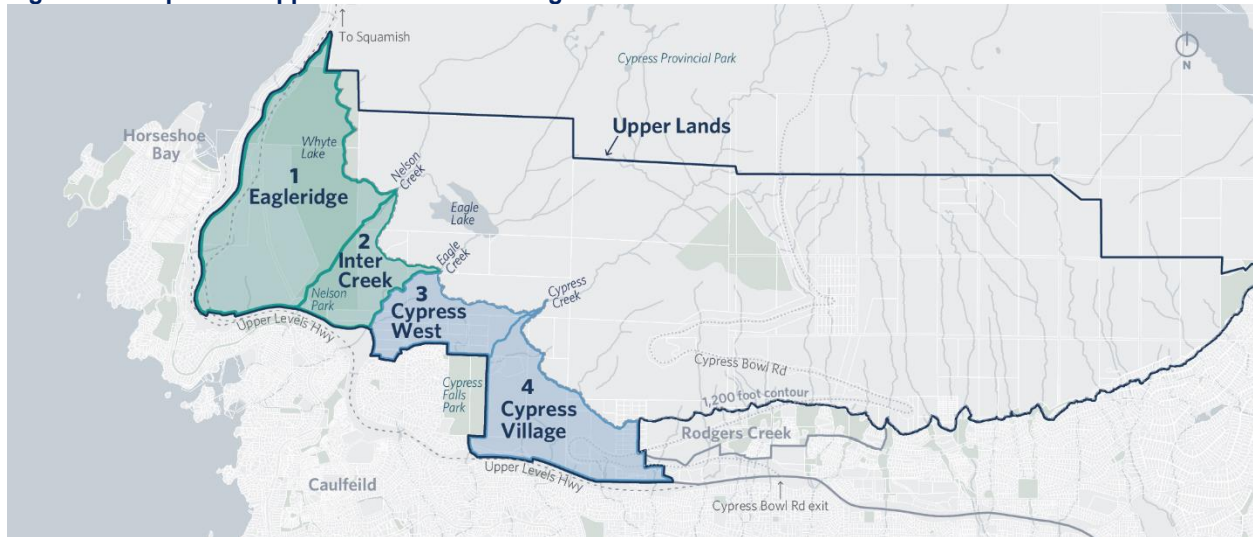 To Squamish
Cypress Provincial Park
N
Horseshoe
Bay
Whyte
Lake
Upper Lands
1
Eagleridge
Nelson
Creek
Eagle
Lake
2
Inter
Creek
Eagle
Creek
Nelson
Park
3
Cypress
West
Cypress
Creek
Upper Levels Hwy
Cypress Bowl Rd
Cypress
Falls
Park
4
Cypress
Village
1,200 foot contour
Rodgers Creek
Caulfeild
Upper Levels Hwy
Cypress Bowl Rd exit